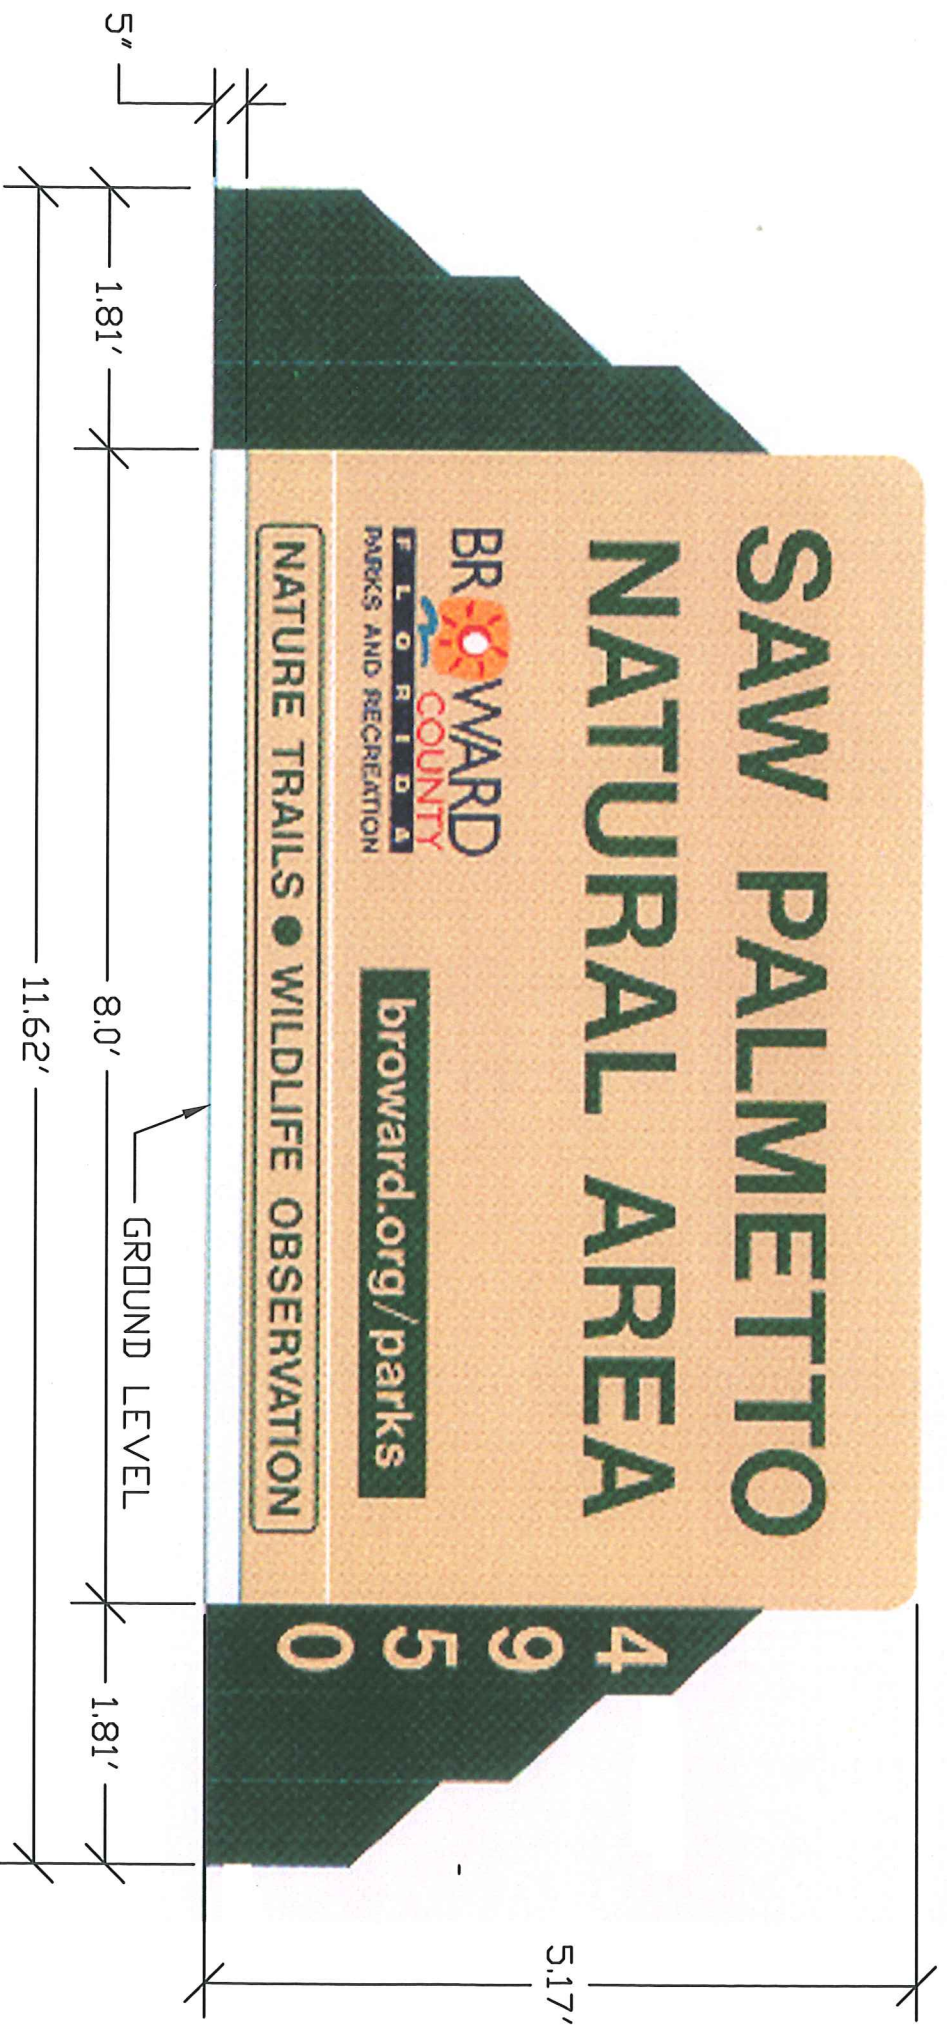 SAW PALMETTO
NATURAL AREA
BROWARD
COUNTY
FLORIDA
PARKS AND RECREATION
broward.org/parks
NATURE TRAILS ● WILDLIFE OBSERVATION
4
9
5
0
5.17'
5"
GROUND LEVEL
1.81'
8.0'
1.81'
11.62'